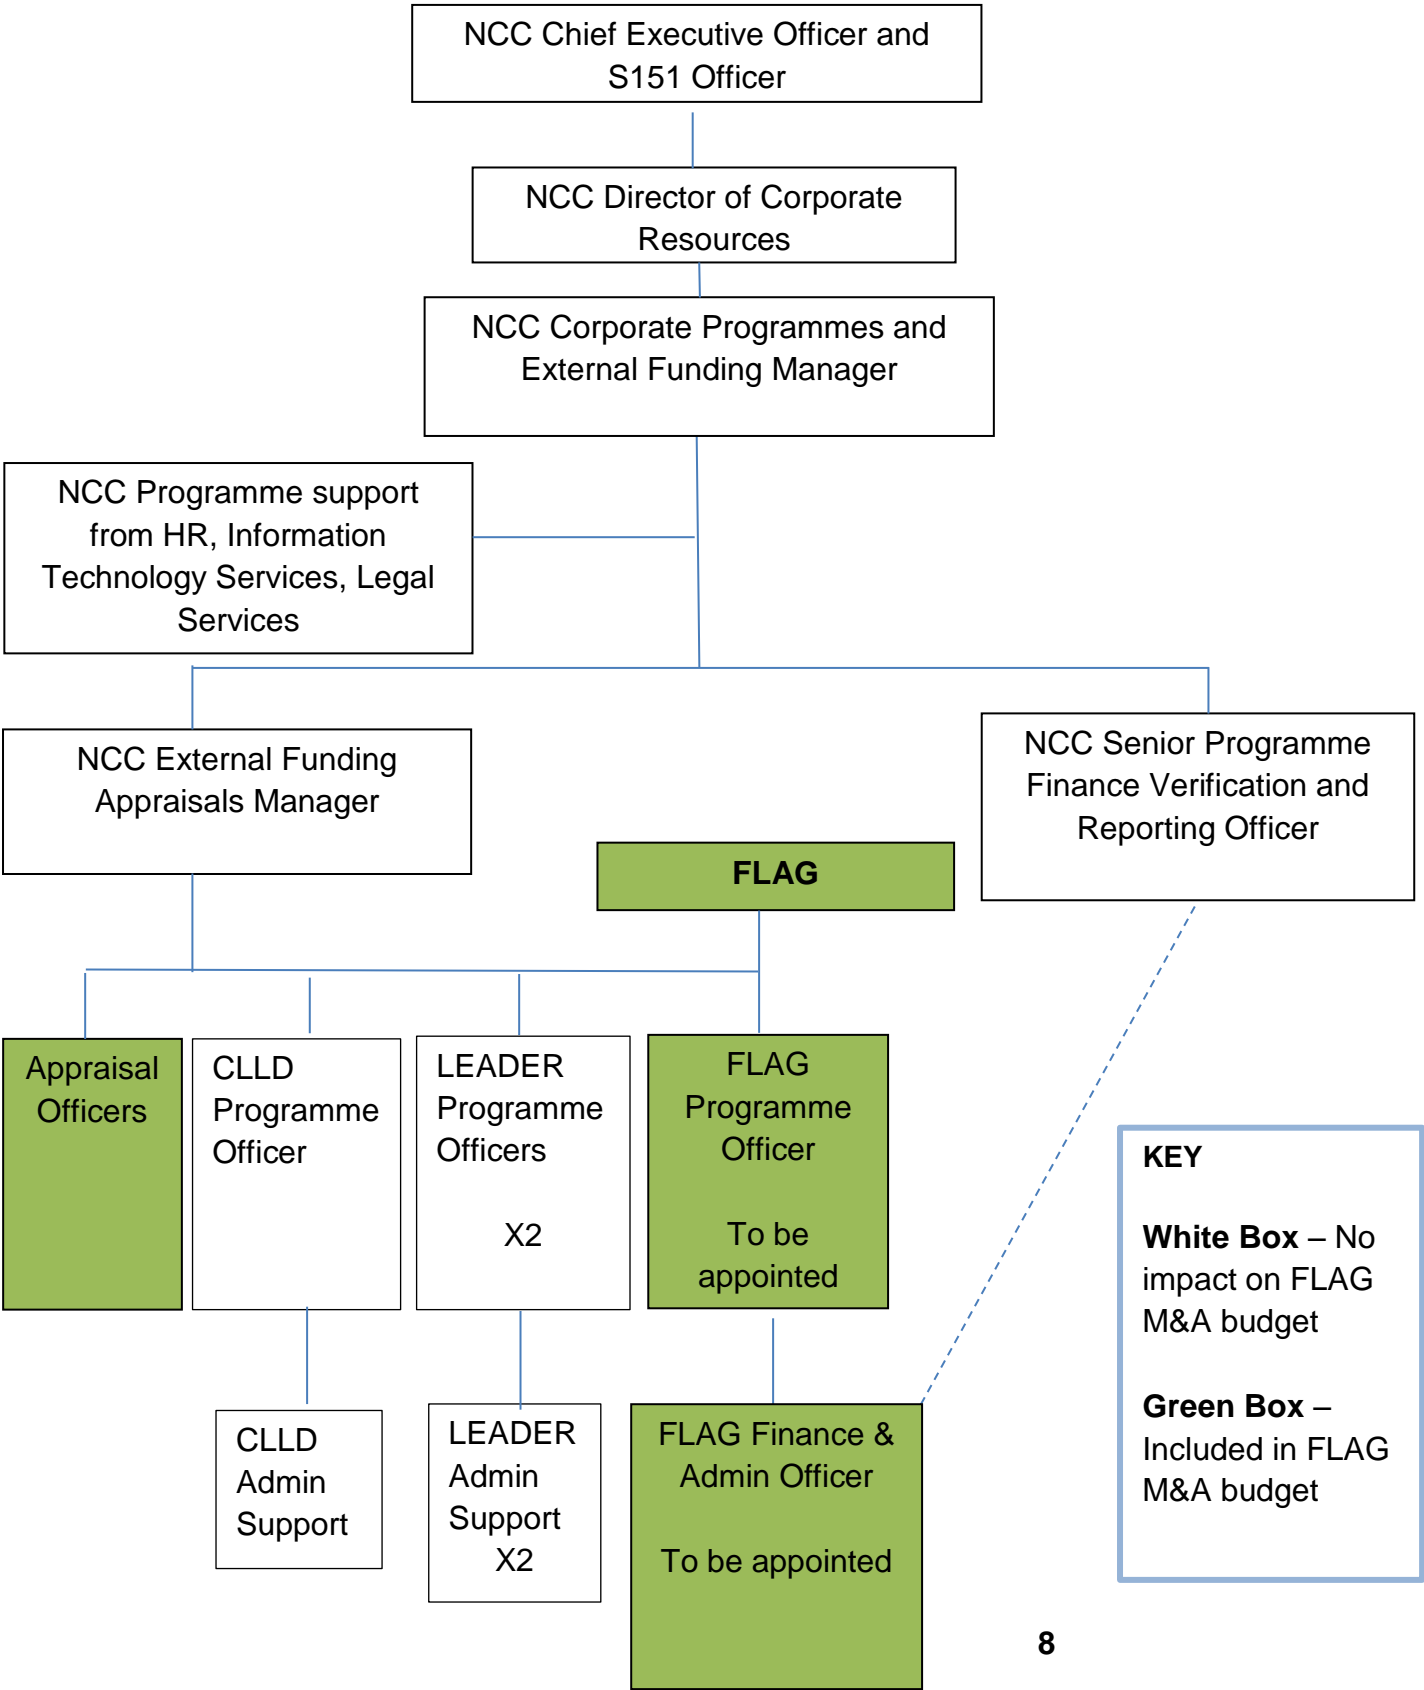 NCC Chief Executive Officer and
S151 Officer
NCC Director of Corporate
Resources
NCC Corporate Programmes and
External Funding Manager
NCC Programme support
from HR, Information
Technology Services, Legal
Services
NCC External Funding
Appraisals Manager
NCC Senior Programme
Finance Verification and
Reporting Officer
FLAG
Appraisal
Officers
CLLD
Programme
Officer
LEADER
Programme
Officers
X2
FLAG
Programme
Officer
To be
appointed
CLLD
Admin
Support
LEADER
Admin
Support
X2
FLAG Finance &
Admin Officer
To be appointed
KEY
White Box – No
impact on FLAG
M&A budget
Green Box –
Included in FLAG
M&A budget
8